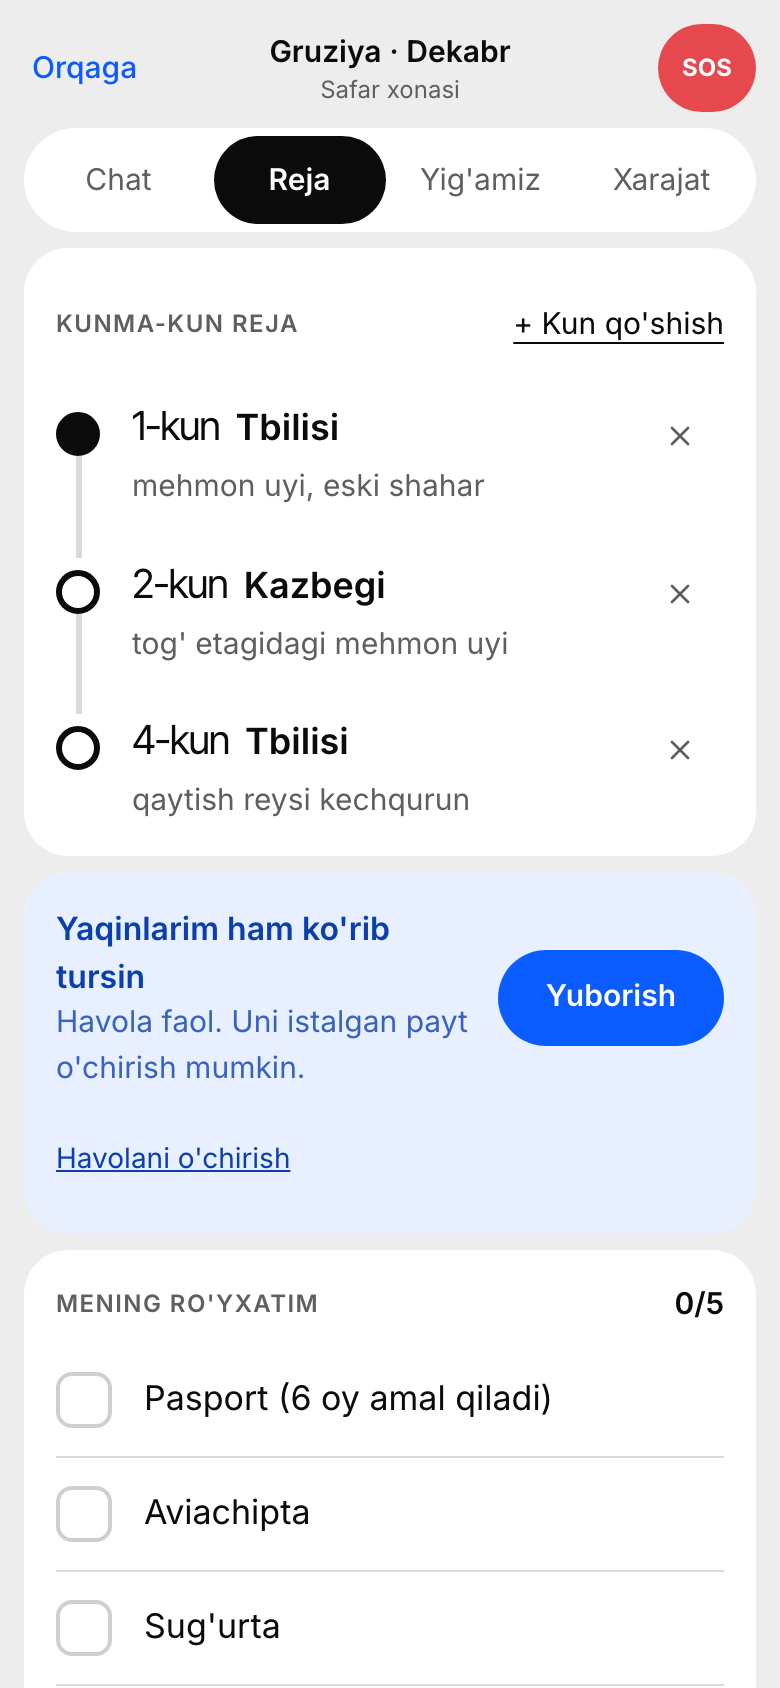 Orqaga
Gruziya · Dekabr
Safar xonasi
SOS
Chat
Reja
Yig'amiz
Xarajat
KUNMA-KUN REJA
+ Kun qo'shish
1-kun Tbilisi
mehmon uyi, eski shahar
2-kun Kazbegi
tog' etagidagi mehmon uyi
4-kun Tbilisi
qaytish reysi kechqurun
Yaqinlarim ham ko'rib
tursin
Havola faol. Uni istalgan payt
o'chirish mumkin.
Yuborish
Havolani o'chirish
MENING RO'YXATIM
0/5
Pasport (6 oy amal qiladi)
Aviachipta
Sug'urta